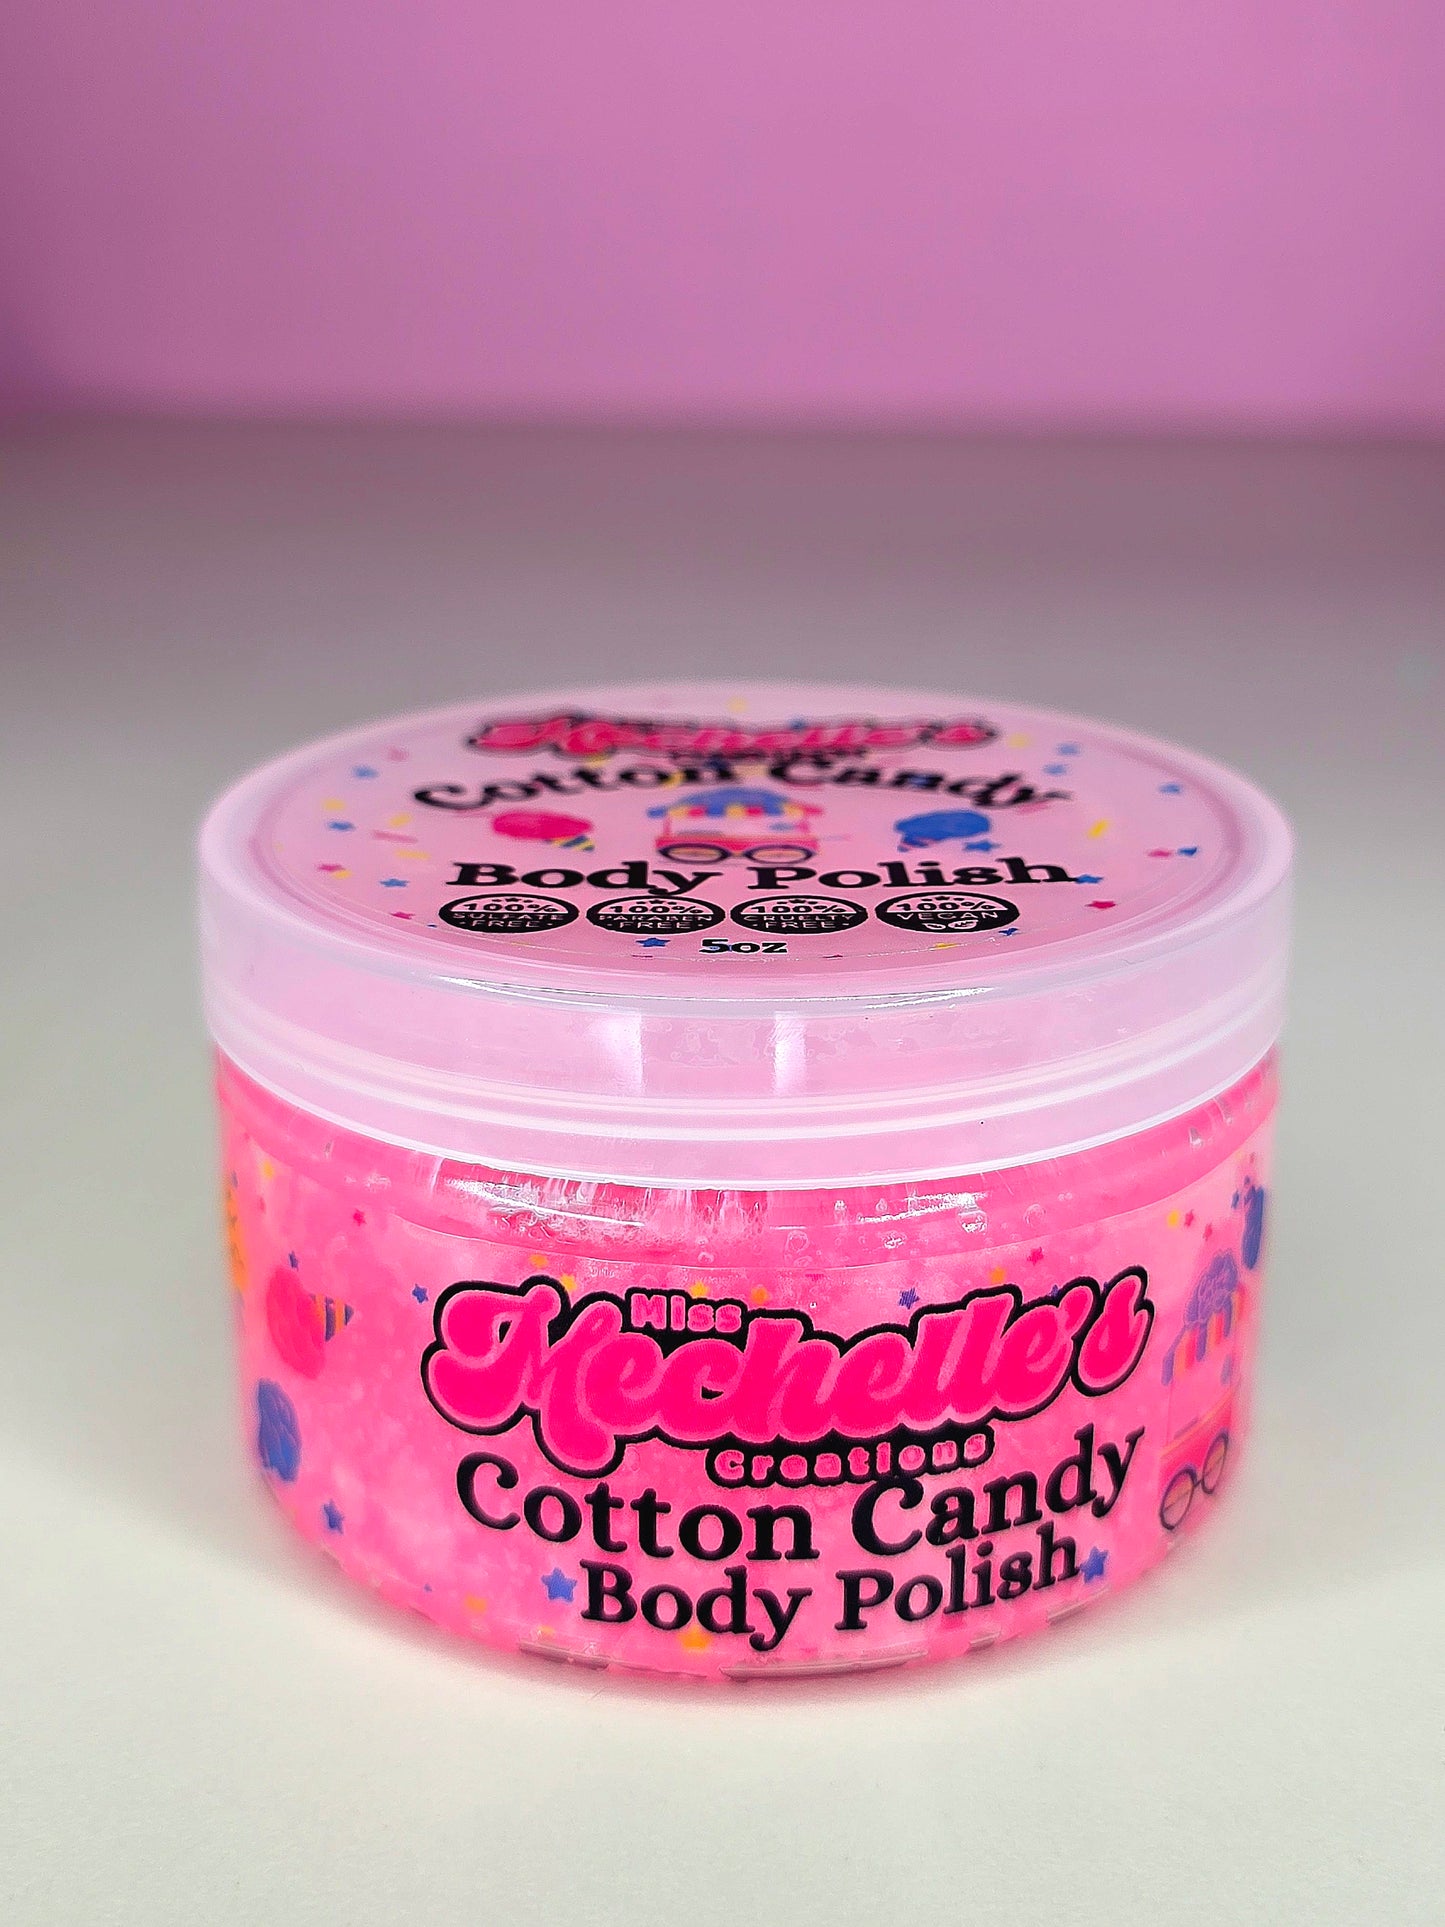 Mechelle's
Cotton Candy
Body Polish
100% SULFATE FREE
100% PARABEN FREE
100% CRUELTY FREE
100% VEGAN
5oz
Miss
Mechelle's
Creations
Cotton Candy
Body Polish